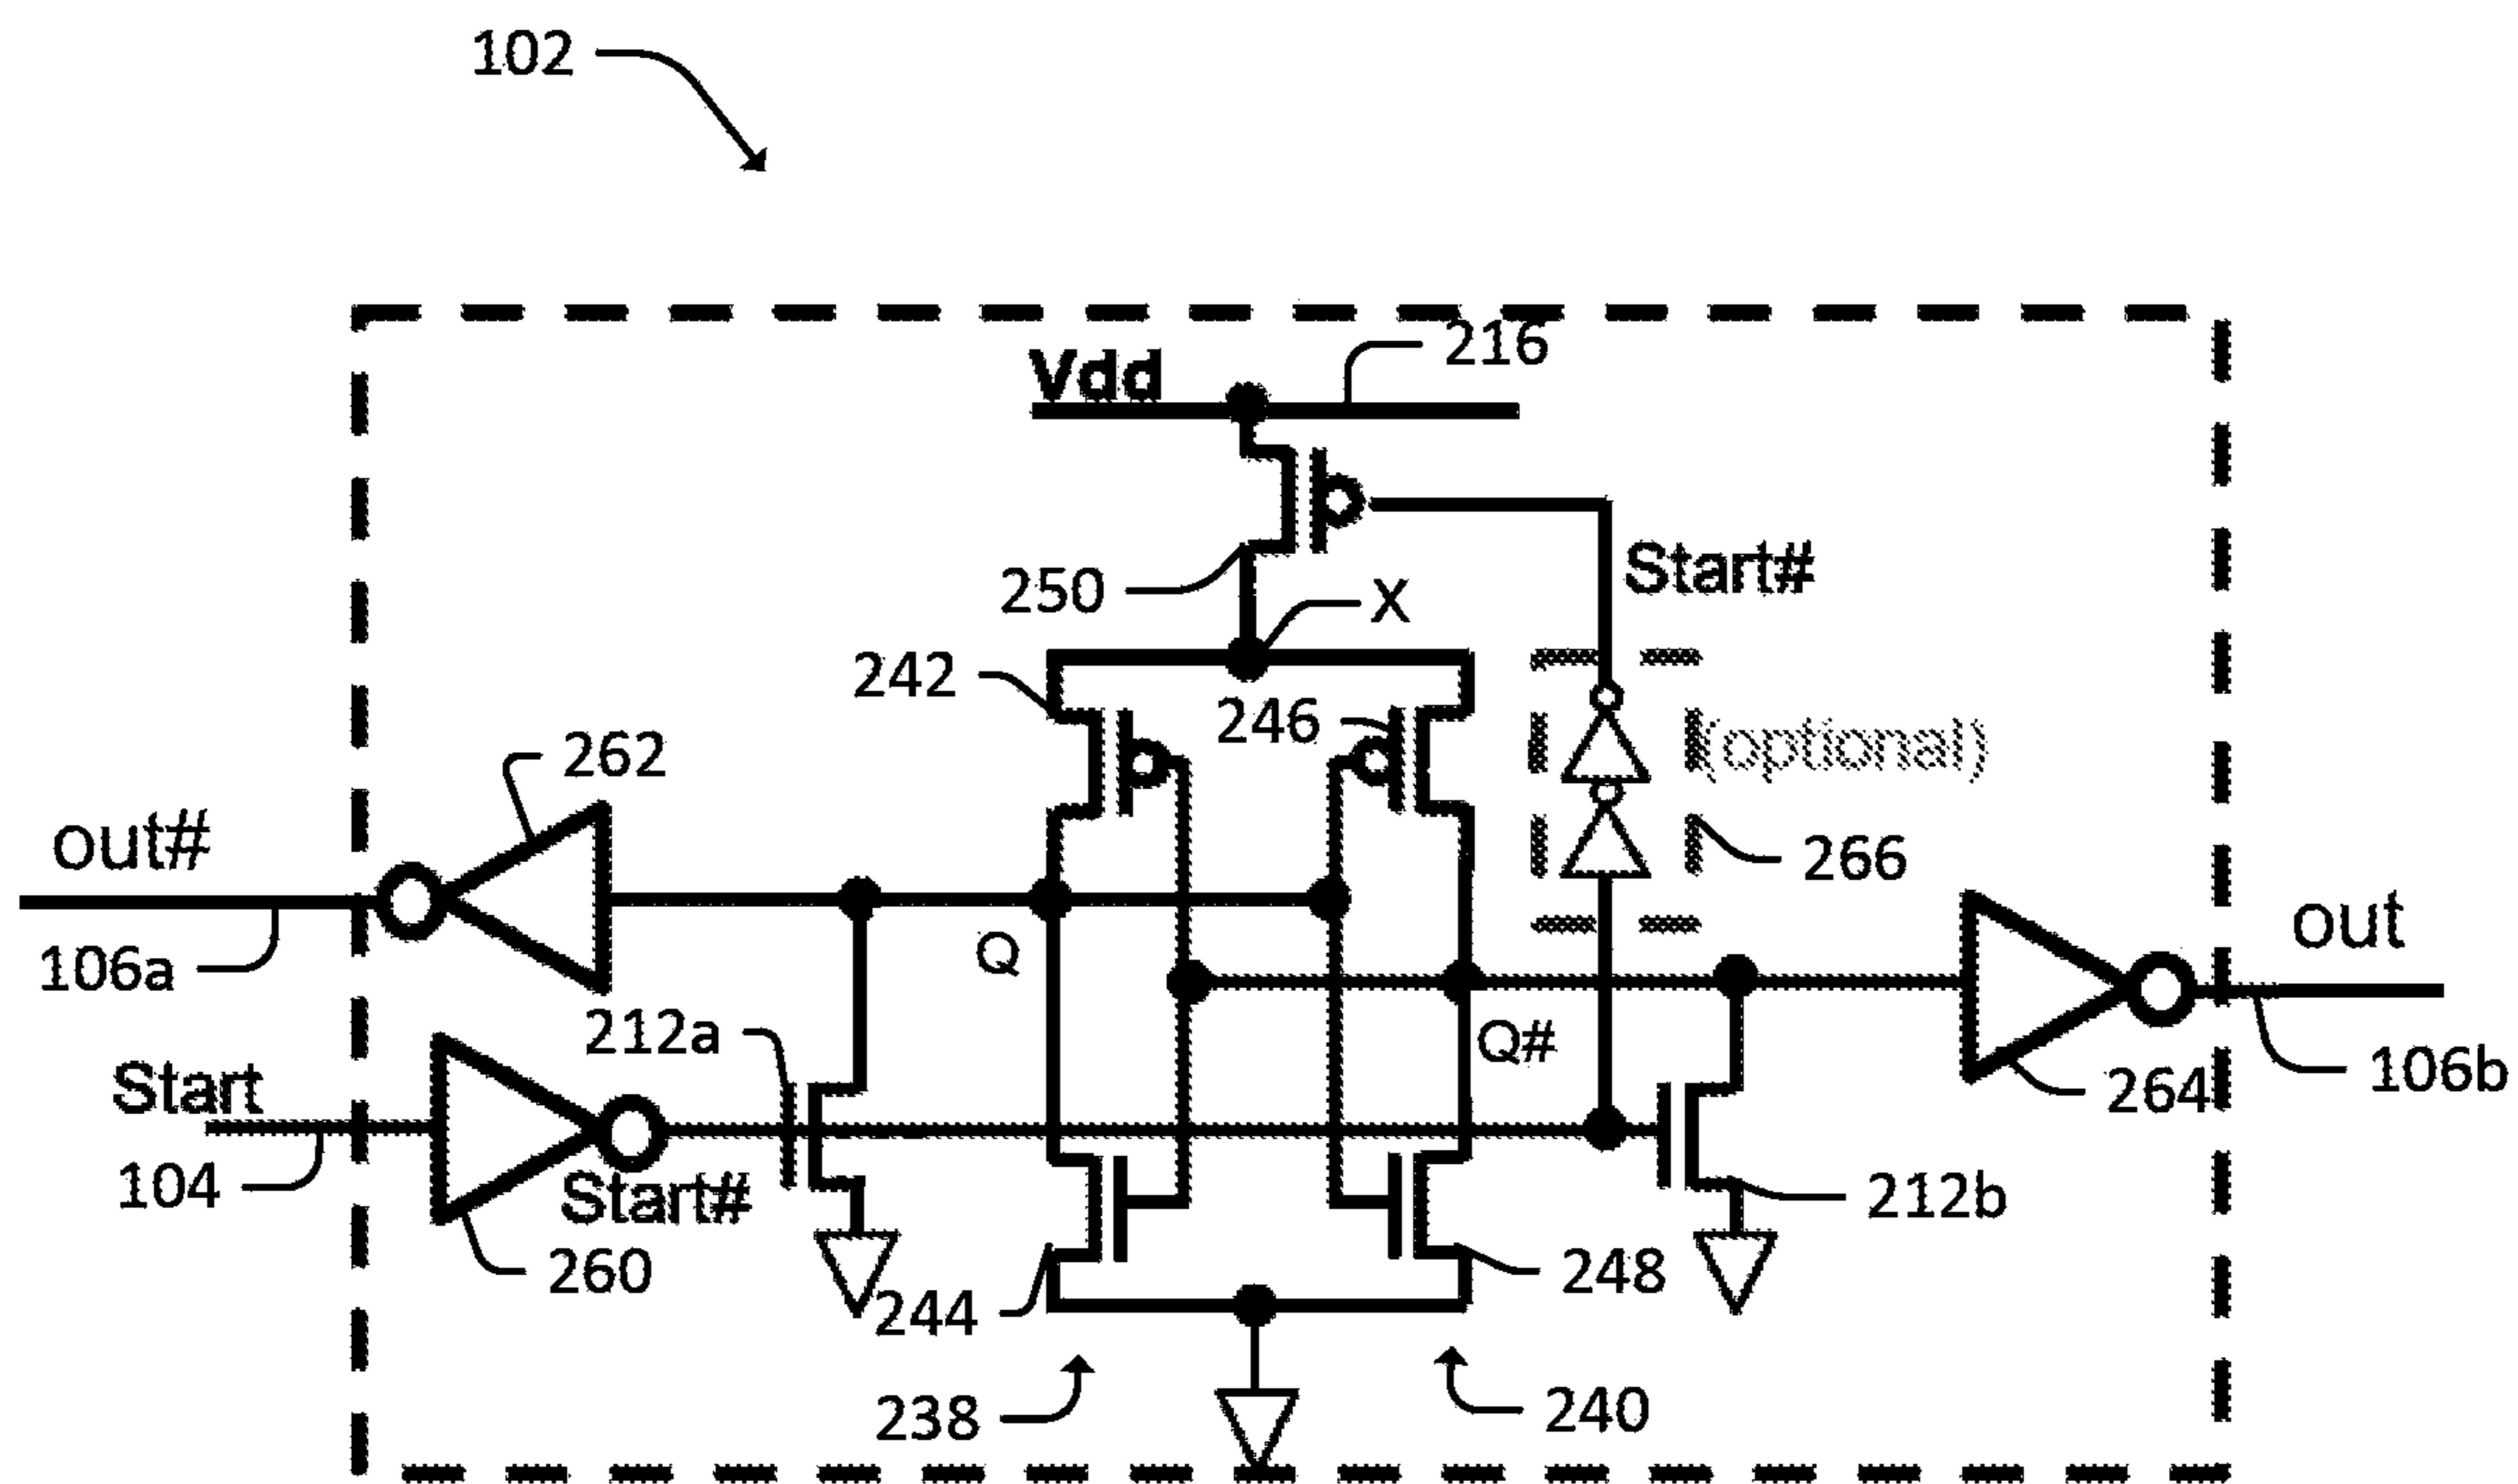 102
216
Vdd
Start#
250
X
242
246
262
(optional)
out#
266
out
106a
Q
212a
Q#
Start
106b
264
104
Start#
212b
260
248
244
238
240